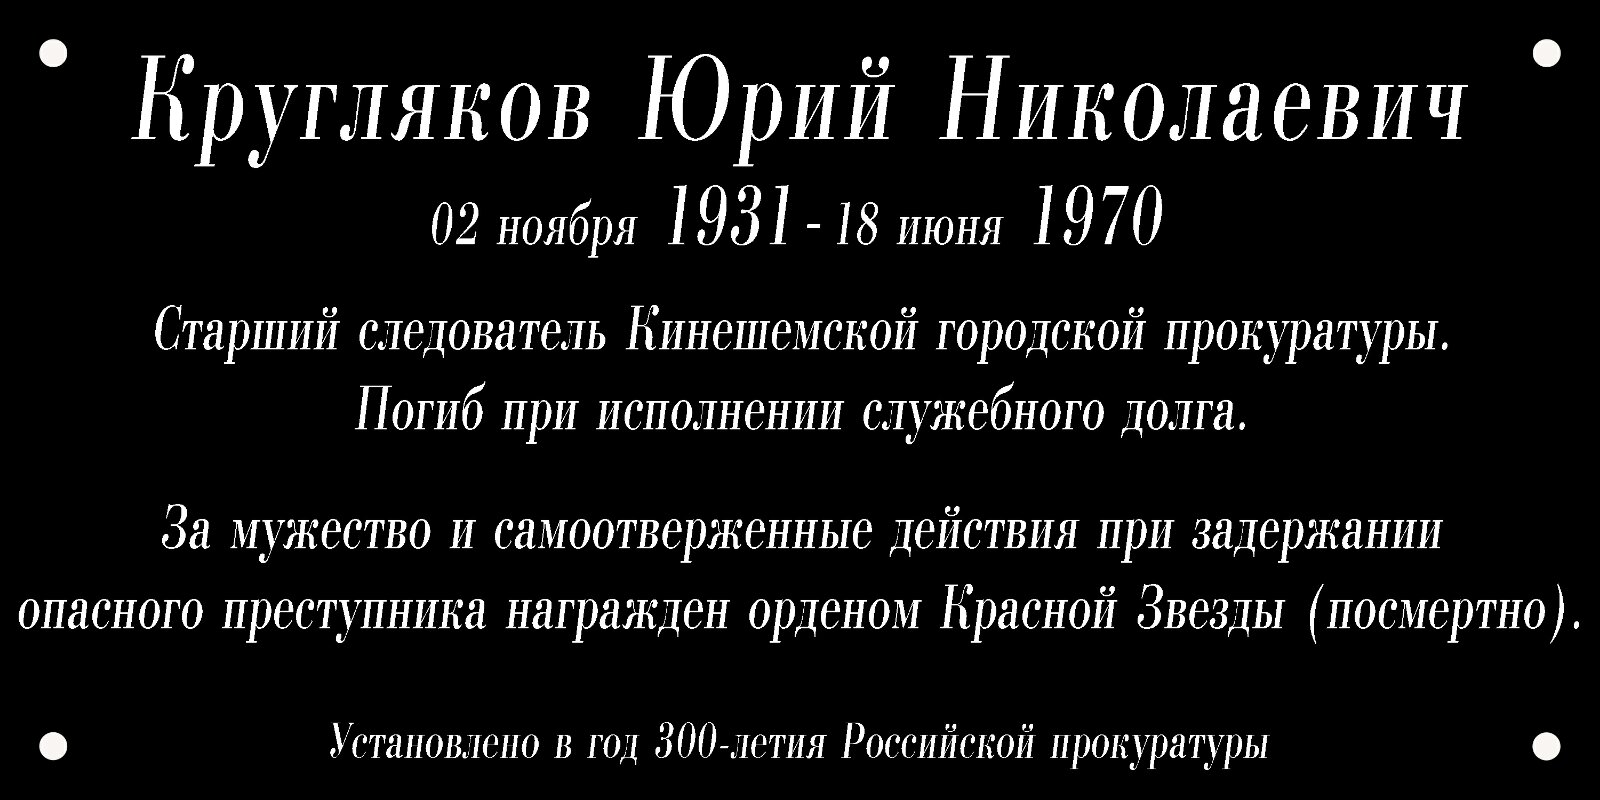 Кругляков Юрий Николаевич
02 ноября 1931 - 18 июня 1970
Старший следователь Кинешемской городской прокуратуры.
Погиб при исполнении служебного долга.
За мужество и самоотверженные действия при задержании
опасного преступника награжден орденом Красной Звезды (посмертно).
Установлено в год 300-летия Российской прокуратуры